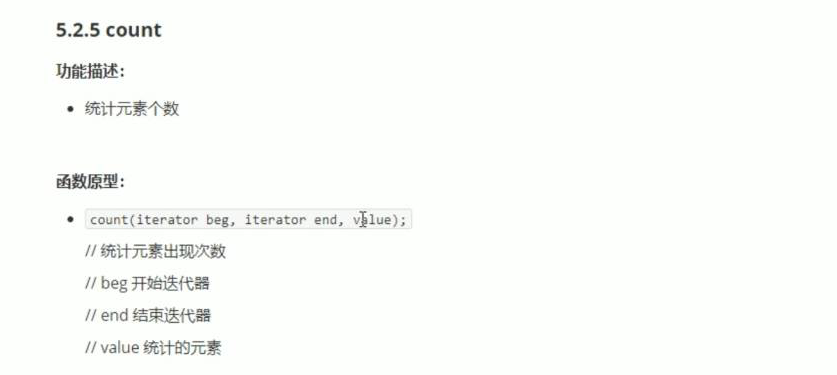 5.2.5 count
功能描述：
• 统计元素个数
函数原型：
• count(iterator beg, iterator end, value);
// 统计元素出现次数
// beg 开始迭代器
// end 结束迭代器
// value 统计的元素